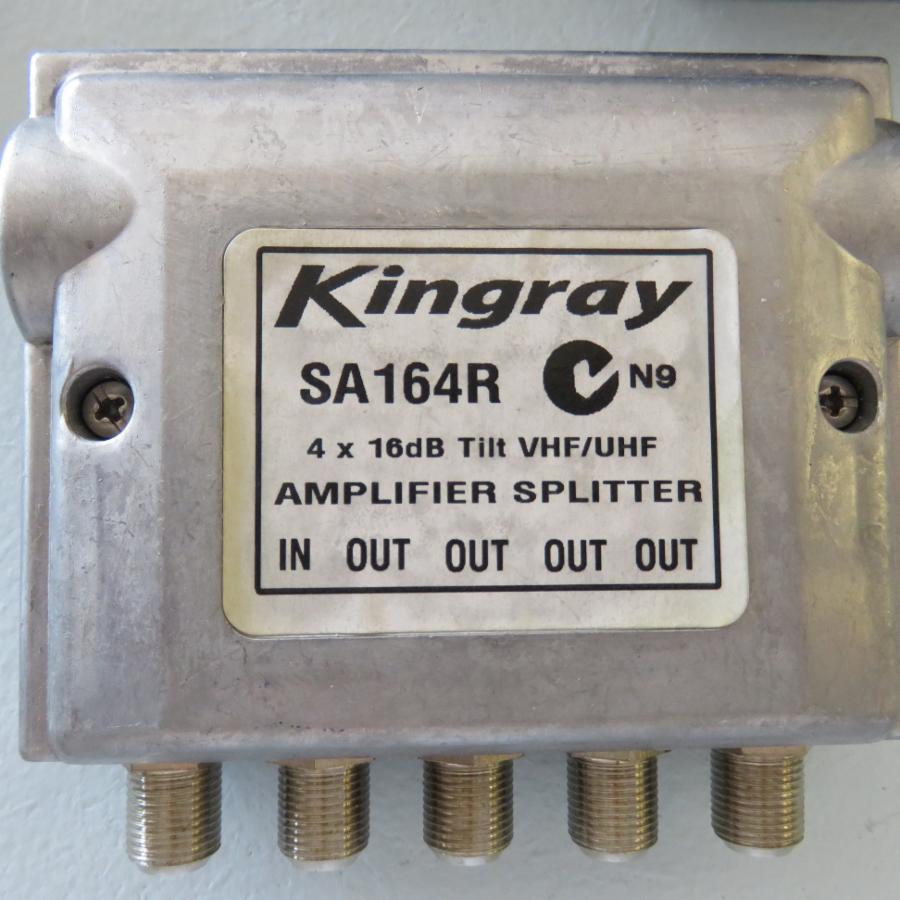 Kingray
SA164R N9
4 x 16dB Tilt VHF/UHF
AMPLIFIER SPLITTER
IN OUT OUT OUT OUT